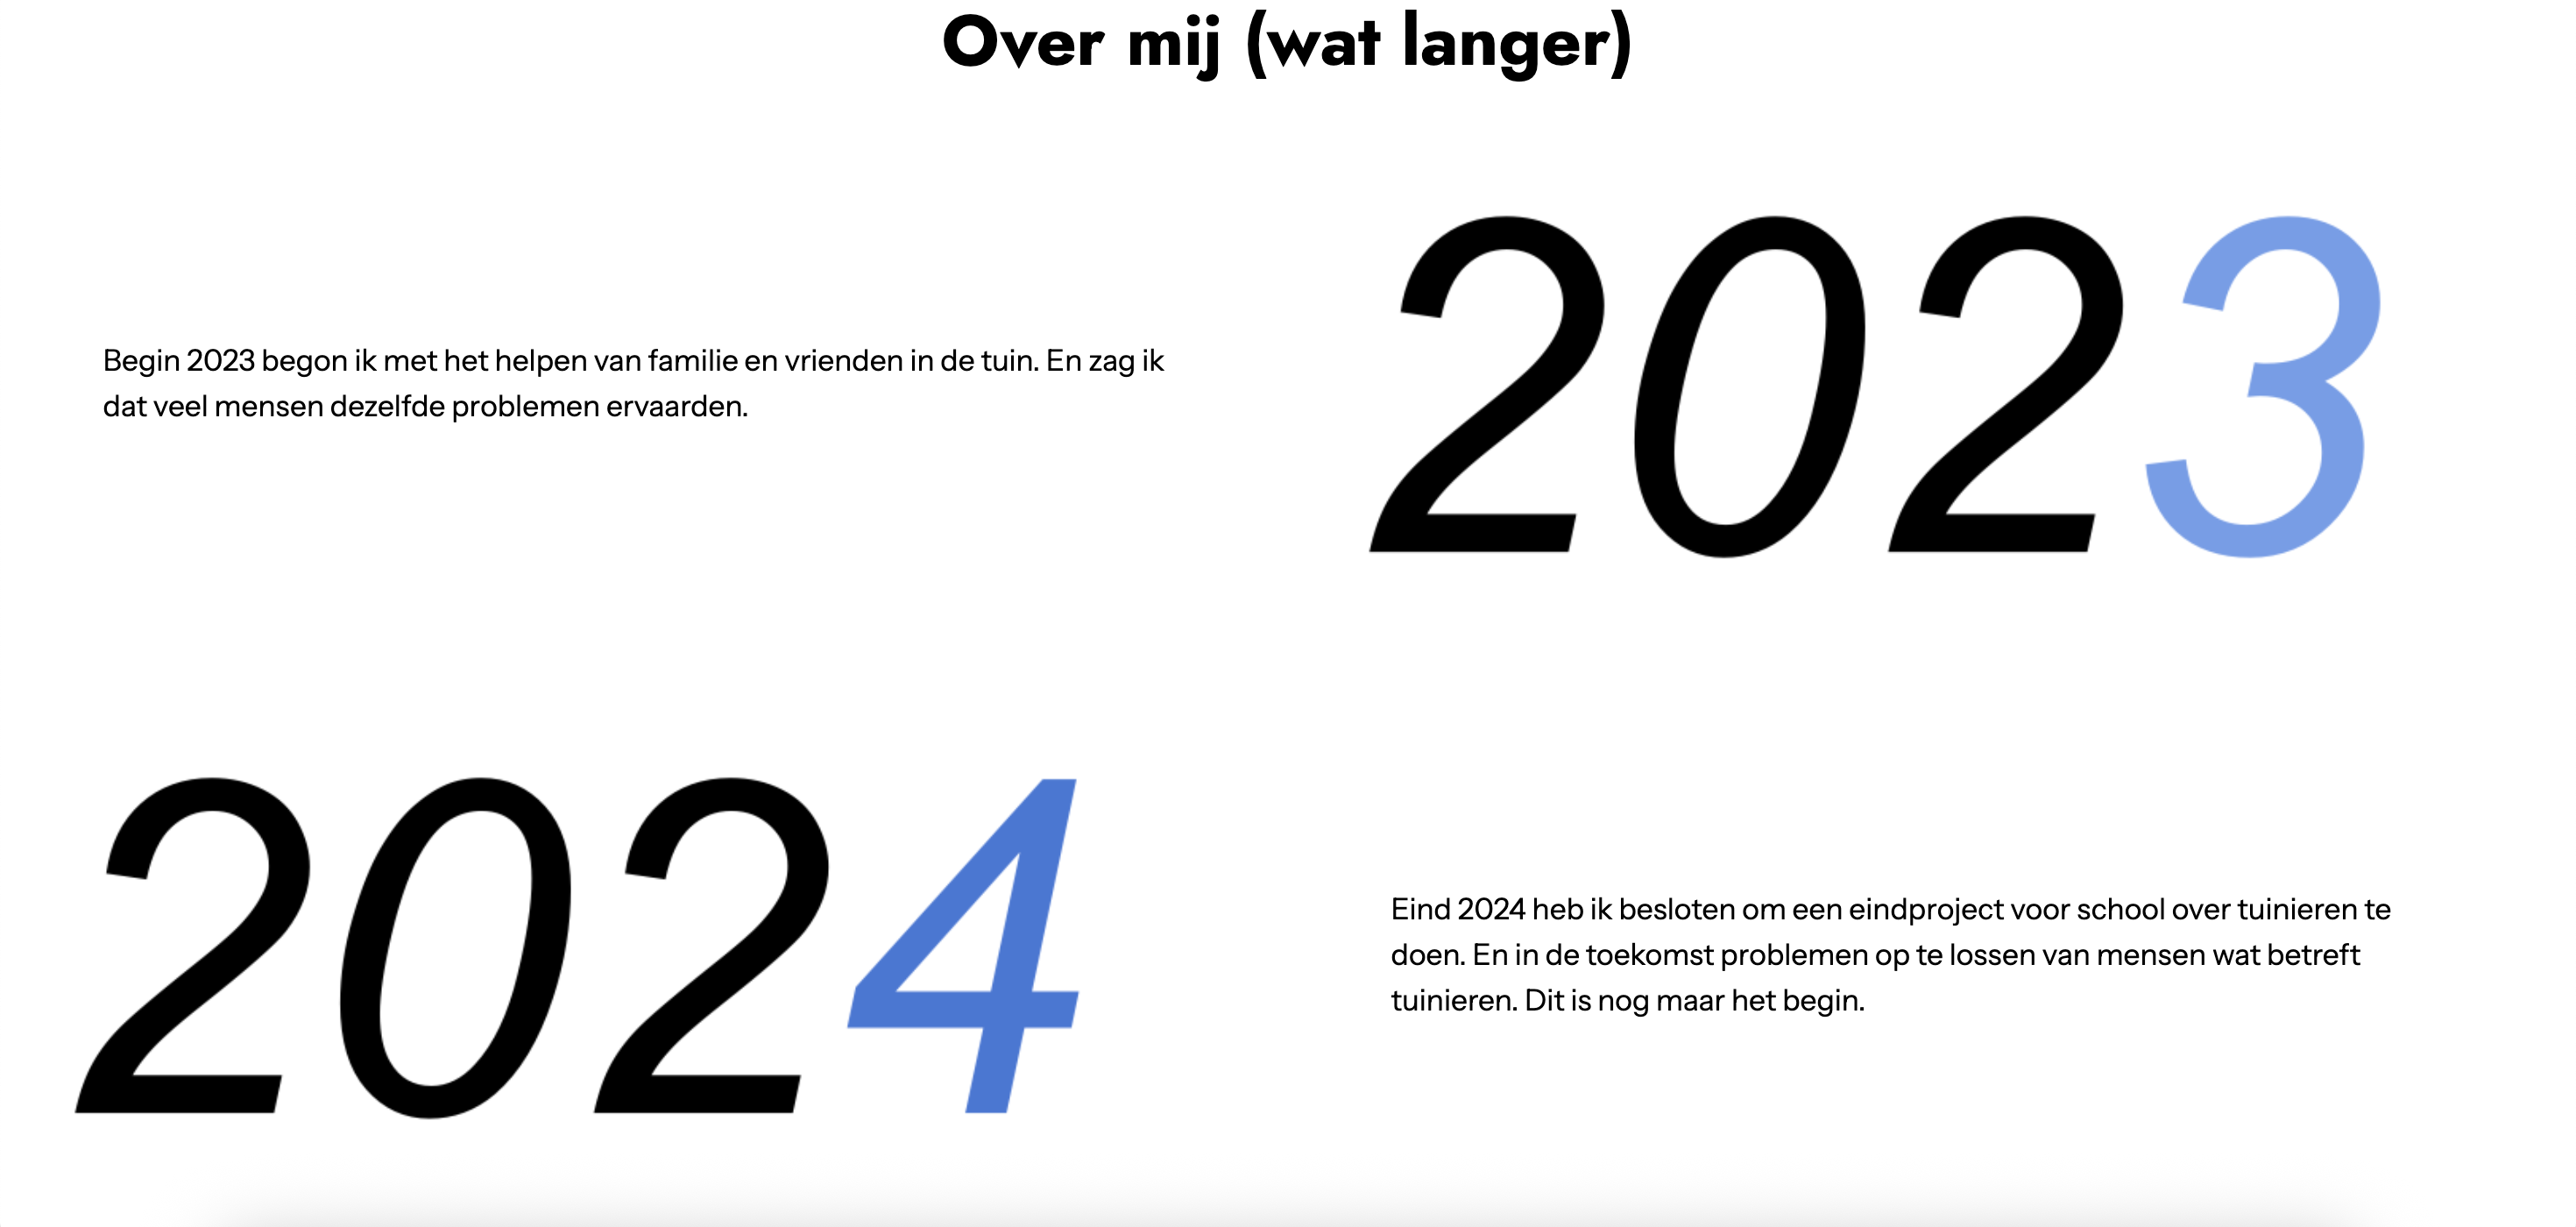 Over mij (wat langer)
Begin 2023 begon ik met het helpen van familie en vrienden in de tuin. En zag ik
dat veel mensen dezelfde problemen ervaarden.
2023
2024
Eind 2024 heb ik besloten om een eindproject voor school over tuinieren te
doen. En in de toekomst problemen op te lossen van mensen wat betreft
tuinieren. Dit is nog maar het begin.